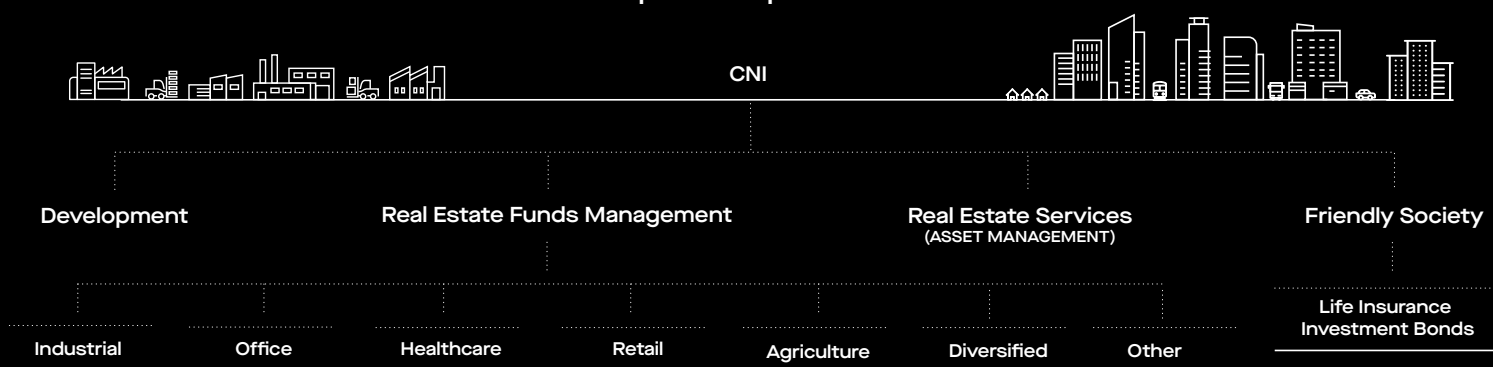 CNI
Development
Real Estate Funds Management
Real Estate Services
(ASSET MANAGEMENT)
Friendly Society
Industrial
Office
Healthcare
Retail
Agriculture
Diversified
Other
Life Insurance
Investment Bonds